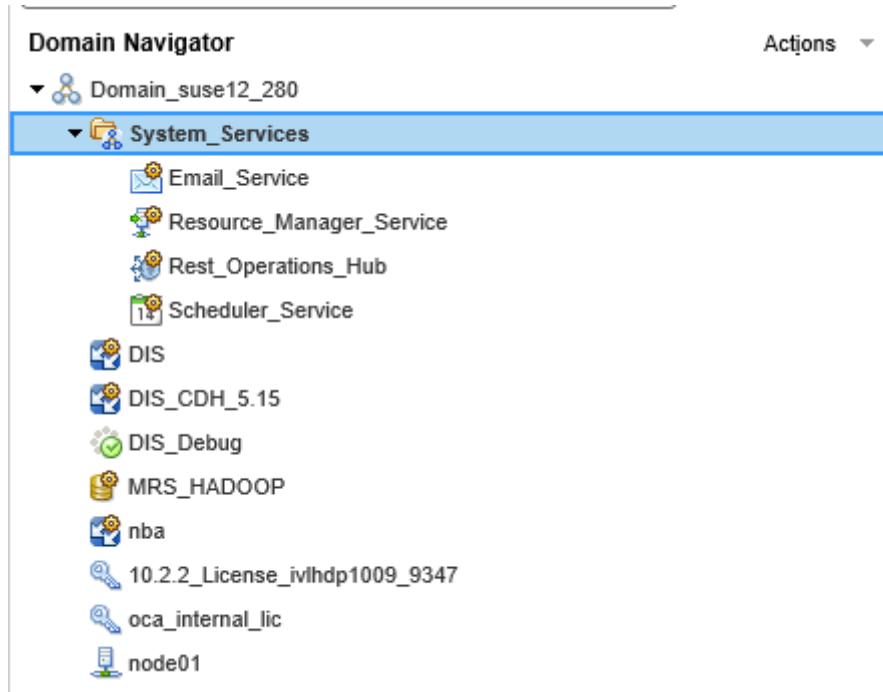 Domain Navigator Actions
Domain_suse12_280
System_Services
Email_Service
Resource_Manager_Service
Rest_Operations_Hub
14 Scheduler_Service
DIS
DIS_CDH_5.15
DIS_Debug
MRS_HADOOP
nba
10.2.2_License_ivlhdp1009_9347
oca_internal_lic
node01